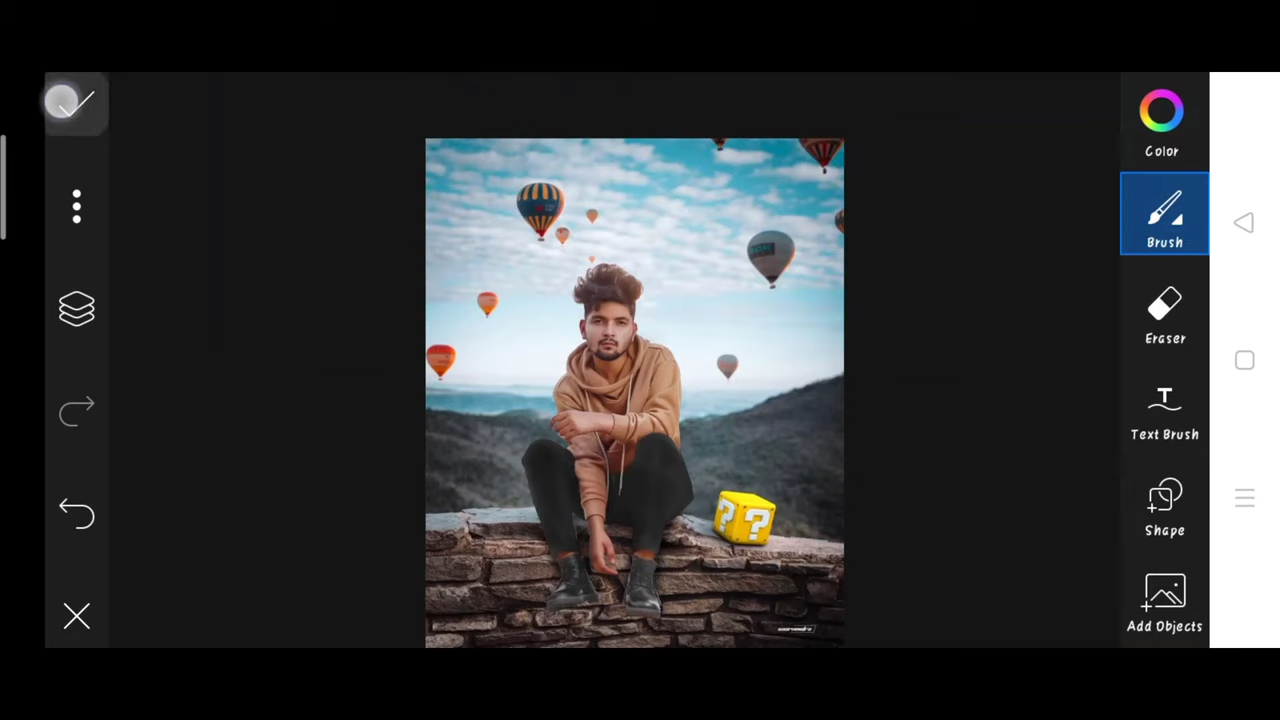 Color
Brush
Eraser
T
Text Brush
Shape
Add Objects
? ?